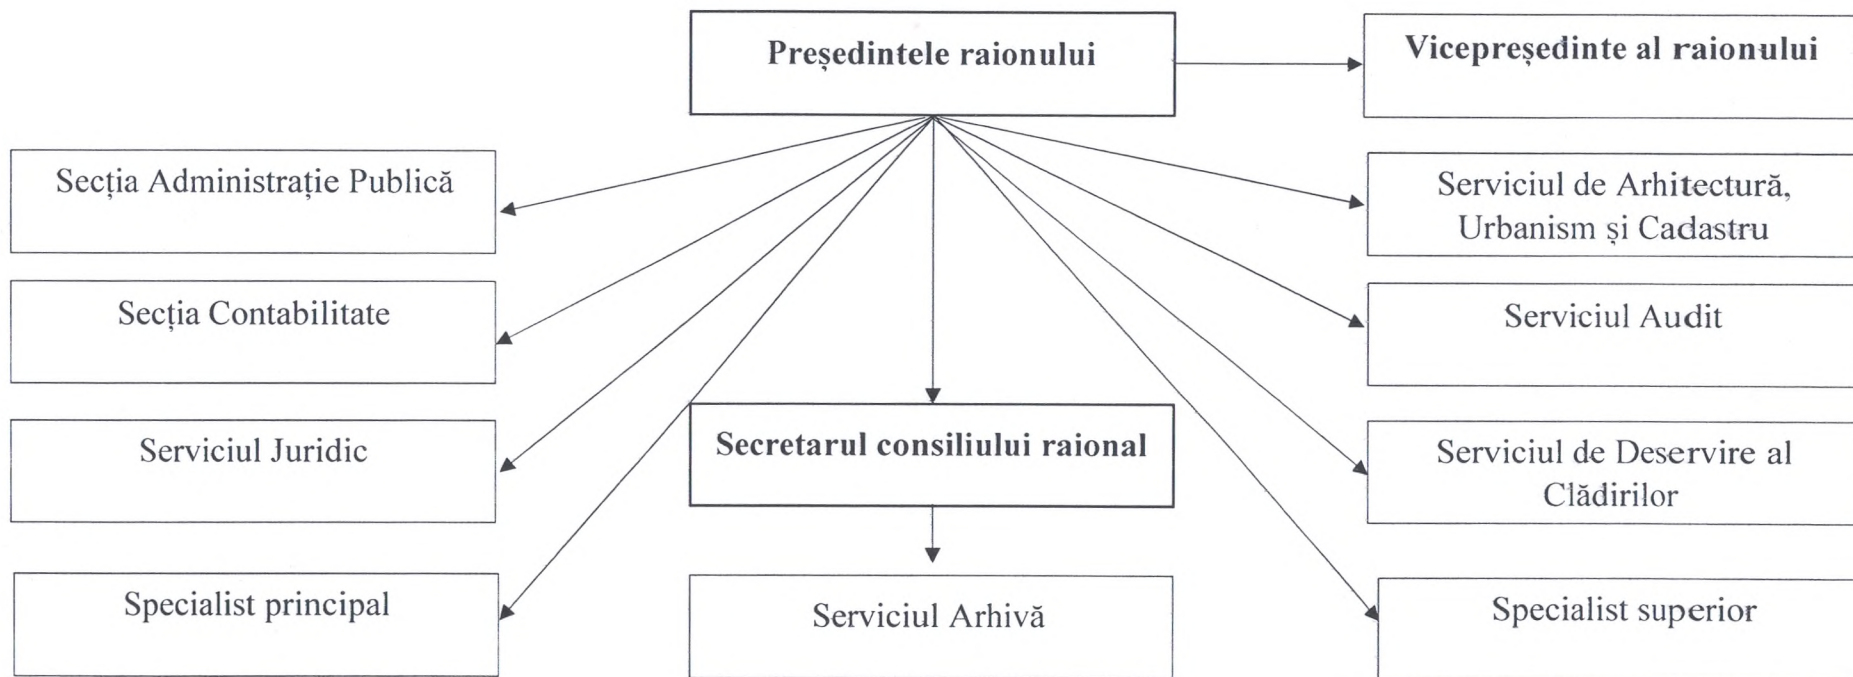 Președintele raionului
Vicepreședinte al raionului
Secția Administrație Publică
Serviciul de Arhitectură,
Urbanism și Cadastru
Secția Contabilitate
Serviciul Audit
Serviciul Juridic
Secretarul consiliului raional
Serviciul de Deservire al
Clădirilor
Specialist principal
Serviciul Arhivă
Specialist superior